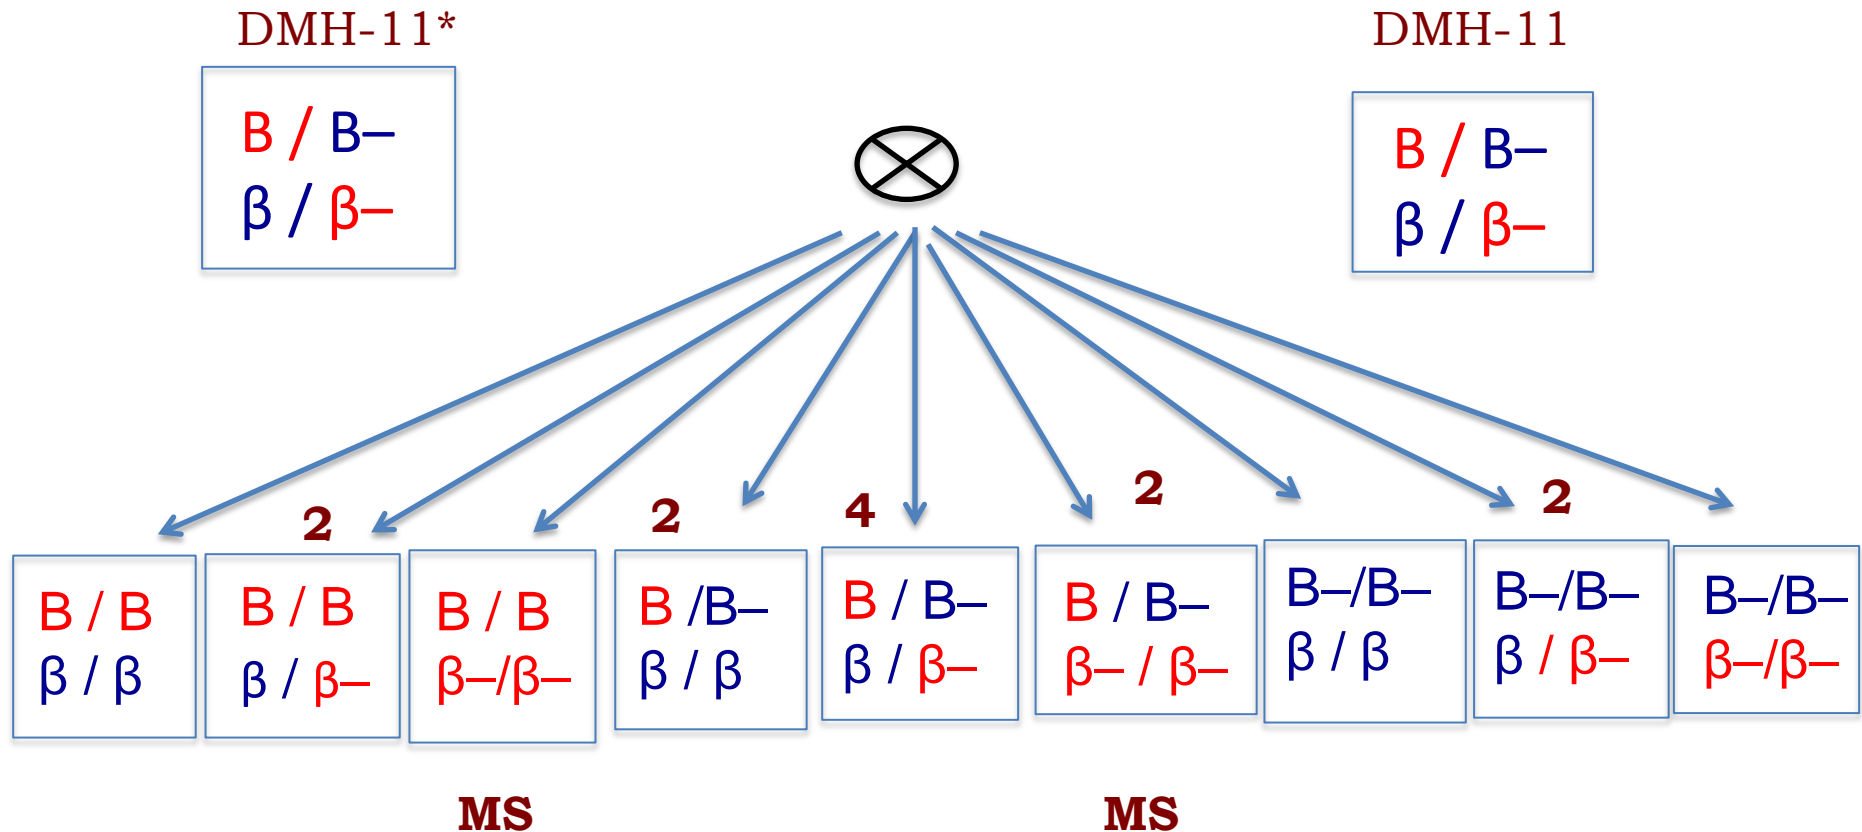 DMH-11*
DMH-11
B / B–
β / β–
B / B–
β / β–
2
2
4
2
2
B / B
β / β
B / B
β / β–
B / B
β–/β–
B /B–
β / β
B / B–
β / β–
B / B–
β– / β–
B–/B–
β / β
B–/B–
β / β–
B–/B–
β–/β–
MS
MS